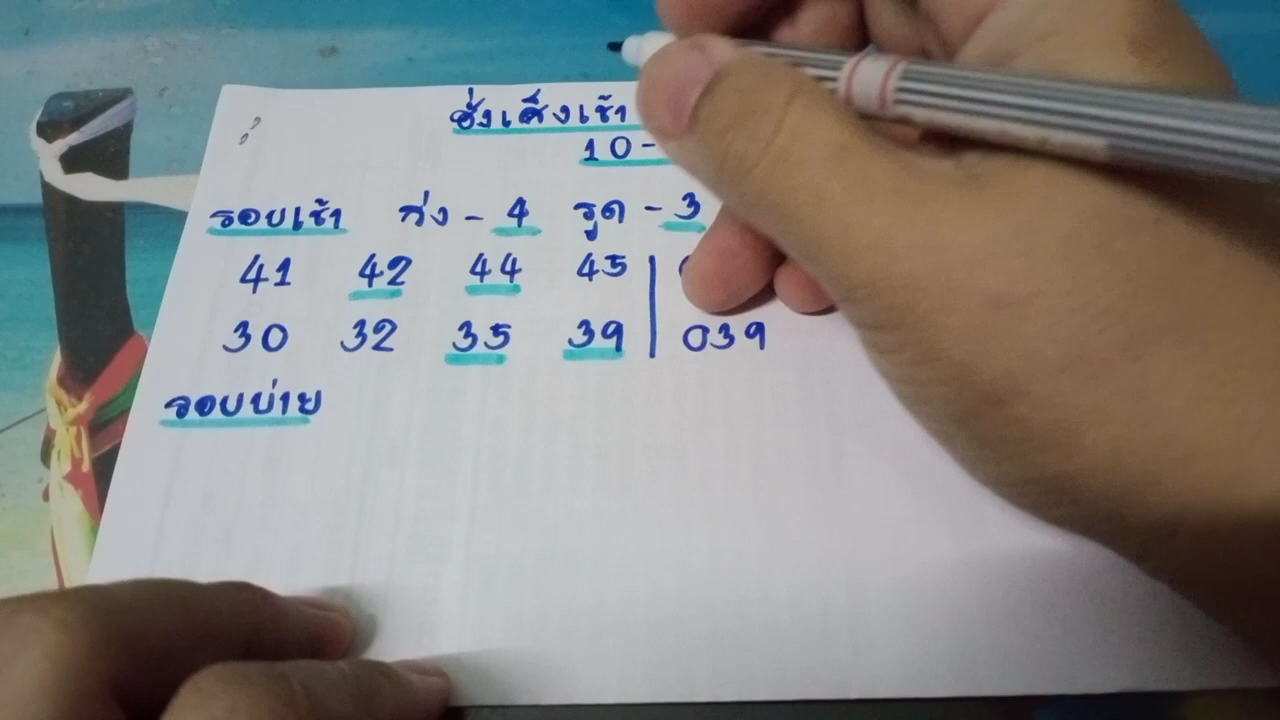 ฮั่งเส็งเช้า
10-
รอบเช้า ก่ง - 4 รูด - 3
41 42 44 45
30 32 35 39 | 039
รอบบ่าย